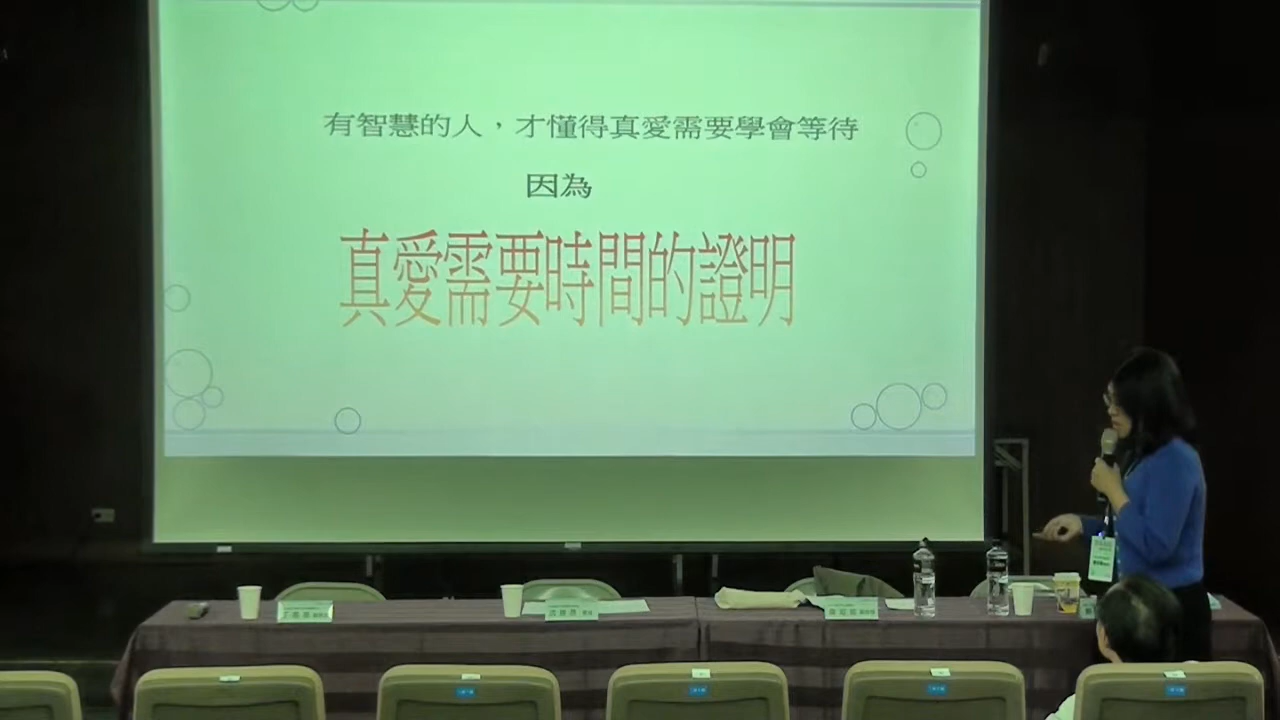 有智慧的人，才懂得真愛需要學會等待
因為
真愛需要時間的證明